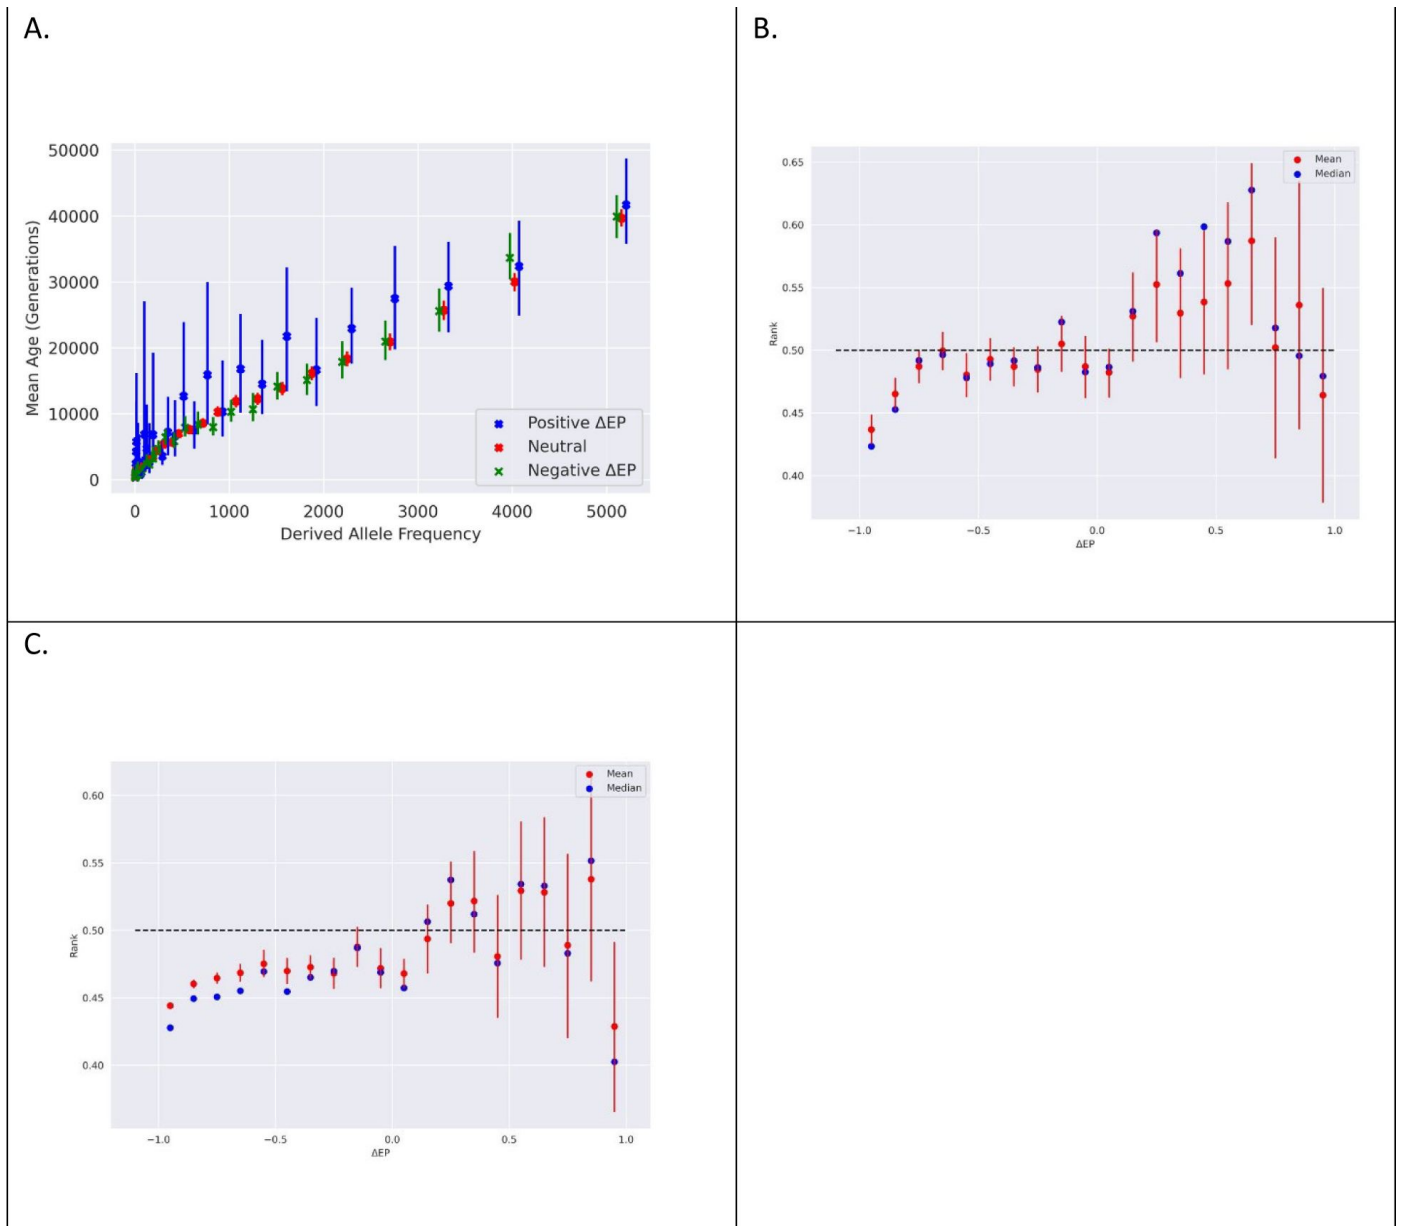 A.
50000
40000
30000
20000
10000
0
Mean Age (Generations)
Positive ΔEP
Neutral
Negative ΔEP
0 1000 2000 3000 4000 5000
Derived Allele Frequency
B.
0.65
0.60
0.55
0.50
0.45
0.40
Rank
Mean
Median
−1.0 −0.5 0.0 0.5 1.0
ΔEP
C.
0.60
0.55
0.50
0.45
0.40
Rank
Mean
Median
−1.0 −0.5 0.0 0.5 1.0
ΔEP